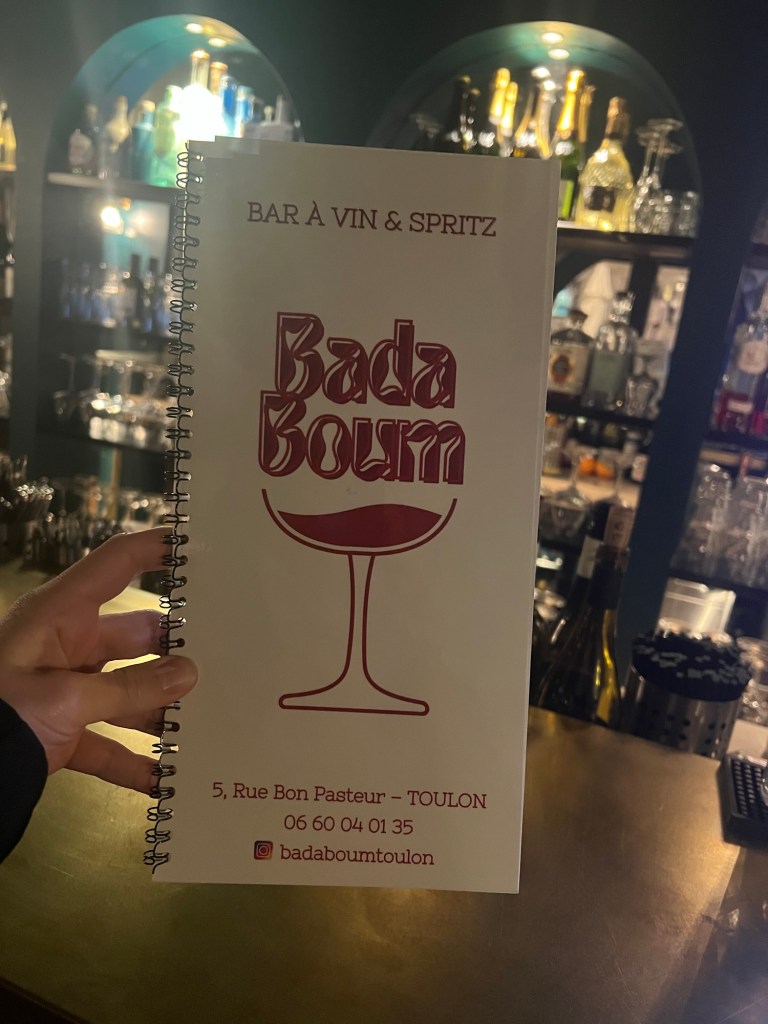 BAR À VIN & SPRITZ
Bada
Boum
5, Rue Bon Pasteur – TOULON
06 60 04 01 35
badaboumtoulon